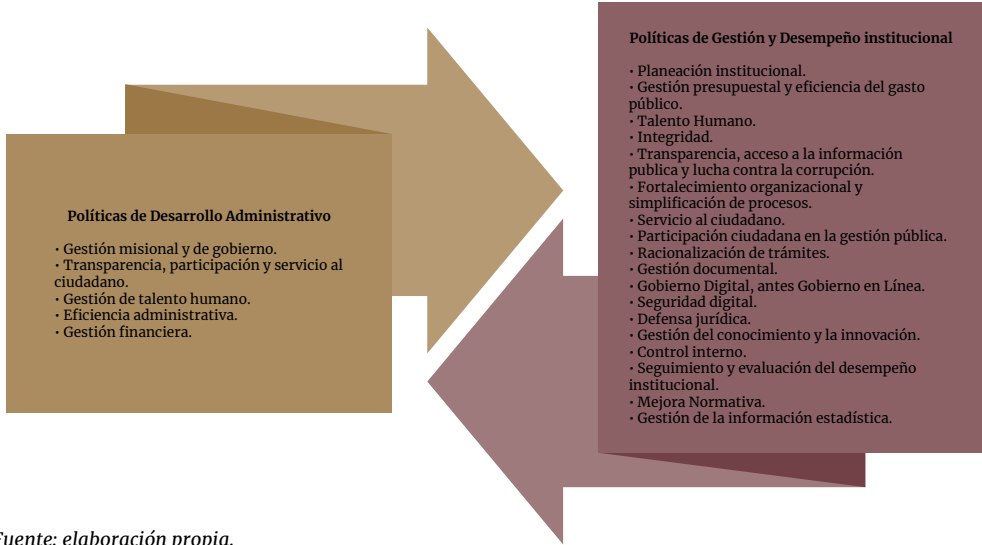 Políticas de Desarrollo Administrativo
• Gestión misional y de gobierno.
• Transparencia, participación y servicio al
ciudadano.
• Gestión de talento humano.
• Eficiencia administrativa.
• Gestión financiera.
Políticas de Gestión y Desempeño institucional
• Planeación institucional.
• Gestión presupuestal y eficiencia del gasto
público.
• Talento Humano.
• Integridad.
• Transparencia, acceso a la información
publica y lucha contra la corrupción.
• Fortalecimiento organizacional y
simplificación de procesos.
• Servicio al ciudadano.
• Participación ciudadana en la gestión pública.
• Racionalización de trámites.
• Gestión documental.
• Gobierno Digital, antes Gobierno en Línea.
• Seguridad digital.
• Defensa jurídica.
• Gestión del conocimiento y la innovación.
• Control interno.
• Seguimiento y evaluación del desempeño
institucional.
• Mejora Normativa.
• Gestión de la información estadística.
Fuente: elaboración propia.